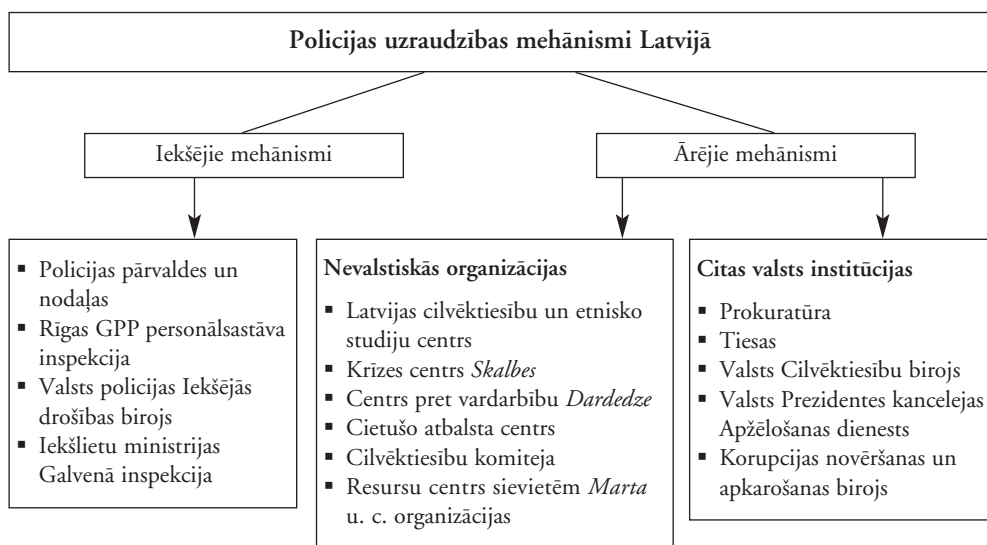 Policijas uzraudzības mehānismi Latvijā
Iekšējie mehānismi
Ārējie mehānismi
▪ Policijas pārvaldes un
nodaļas
▪ Rīgas GPP personālsastāva
inspekcija
▪ Valsts policijas Iekšējās
drošības birojs
▪ Iekšlietu ministrijas
Galvenā inspekcija
Nevalstiskās organizācijas
▪ Latvijas cilvēktiesību un etnisko
studiju centrs
▪ Krīzes centrs Skalbes
▪ Centrs pret vardarbību Dardedze
▪ Cietušo atbalsta centrs
▪ Cilvēktiesību komiteja
▪ Resursu centrs sievietēm Marta
u. c. organizācijas
Citas valsts institūcijas
▪ Prokuratūra
▪ Tiesas
▪ Valsts Cilvēktiesību birojs
▪ Valsts Prezidentes kancelejas
Apžēlošanas dienests
▪ Korupcijas novēršanas un
apkarošanas birojs